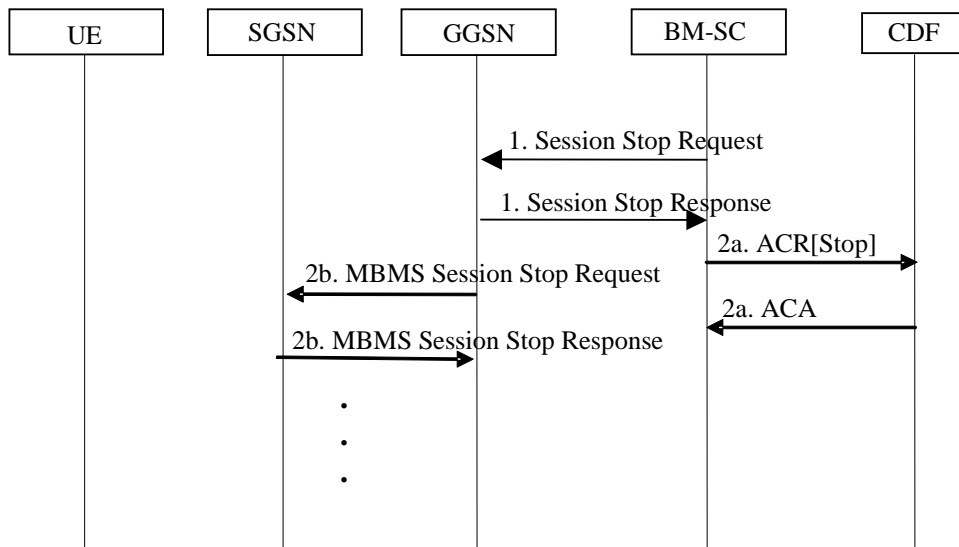 UE
SGSN
GGSN
BM-SC
CDF
1. Session Stop Request
1. Session Stop Response
2a. ACR[Stop]
2b. MBMS Session Stop Request
2a. ACA
2b. MBMS Session Stop Response